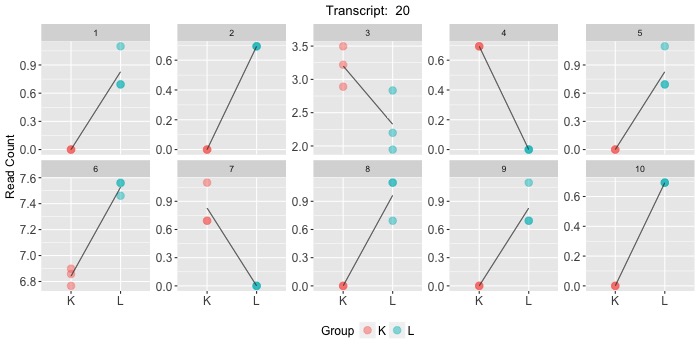 Transcript: 20
1 2 3 4 5
0.9 0.6 0.3 0.0
0.6 0.4 0.2 0.0
3.5 3.0 2.5 2.0
0.6 0.4 0.2 0.0
0.9 0.6 0.3 0.0
Read Count
6 7 8 9 10
7.6 7.4 7.2 7.0 6.8
0.9 0.6 0.3 0.0
0.9 0.6 0.3 0.0
0.9 0.6 0.3 0.0
0.6 0.4 0.2 0.0
K L K L K L K L K L
Group K L